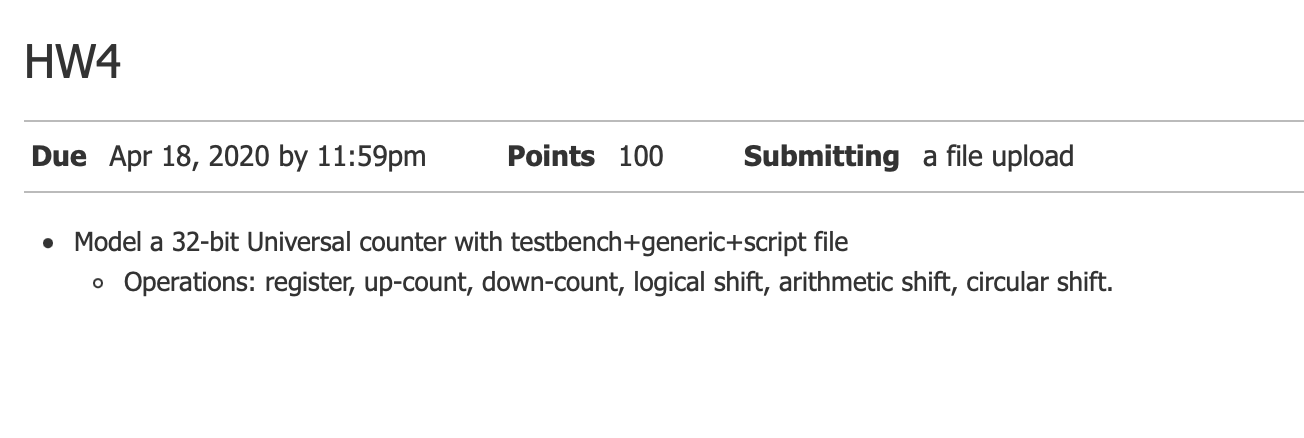 HW4
Due Apr 18, 2020 by 11:59pm Points 100 Submitting a file upload
• Model a 32-bit Universal counter with testbench+generic+script file
◦ Operations: register, up-count, down-count, logical shift, arithmetic shift, circular shift.